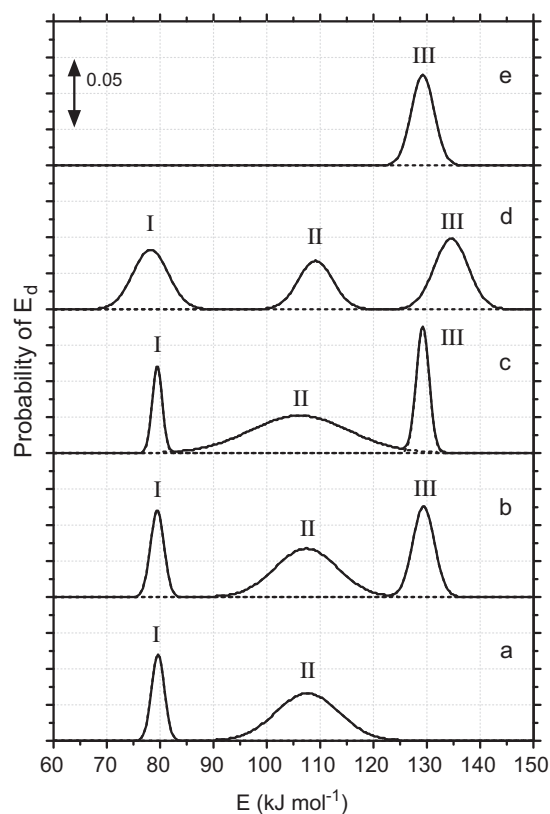 III
e
0.05
I
II
III
d
I
II
III
c
I
II
III
b
I
II
a
Probability of E_d
60 70 80 90 100 110 120 130 140 150
E (kJ mol⁻¹)